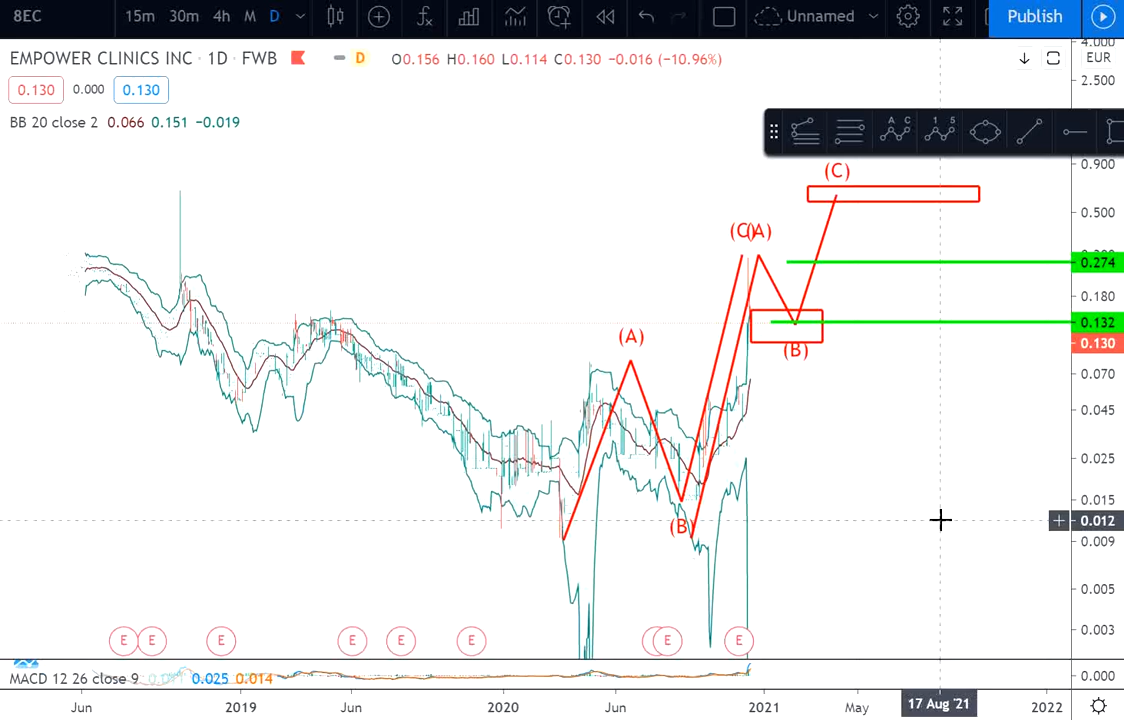 8EC 15m 30m 4h M D Unnamed Publish
EMPOWER CLINICS INC · 1D · FWB D O0.156 H0.160 L0.114 C0.130 −0.016 (−10.96%)
0.130 0.000 0.130
BB 20 close 2 0.066 0.151 −0.019
4.000
EUR
2.500
A C 1 5
0.900
(C)
0.500
(C) (A)
0.274
0.180
0.132
(A)
0.130
(B)
0.070
0.045
0.025
0.015
(B)
0.012
0.009
0.005
0.003
E E E E E E E E
MACD 12 26 close 9 0.025 0.014
0.000
Jun 2019 Jun 2020 Jun 2021 May 17 Aug '21 2022